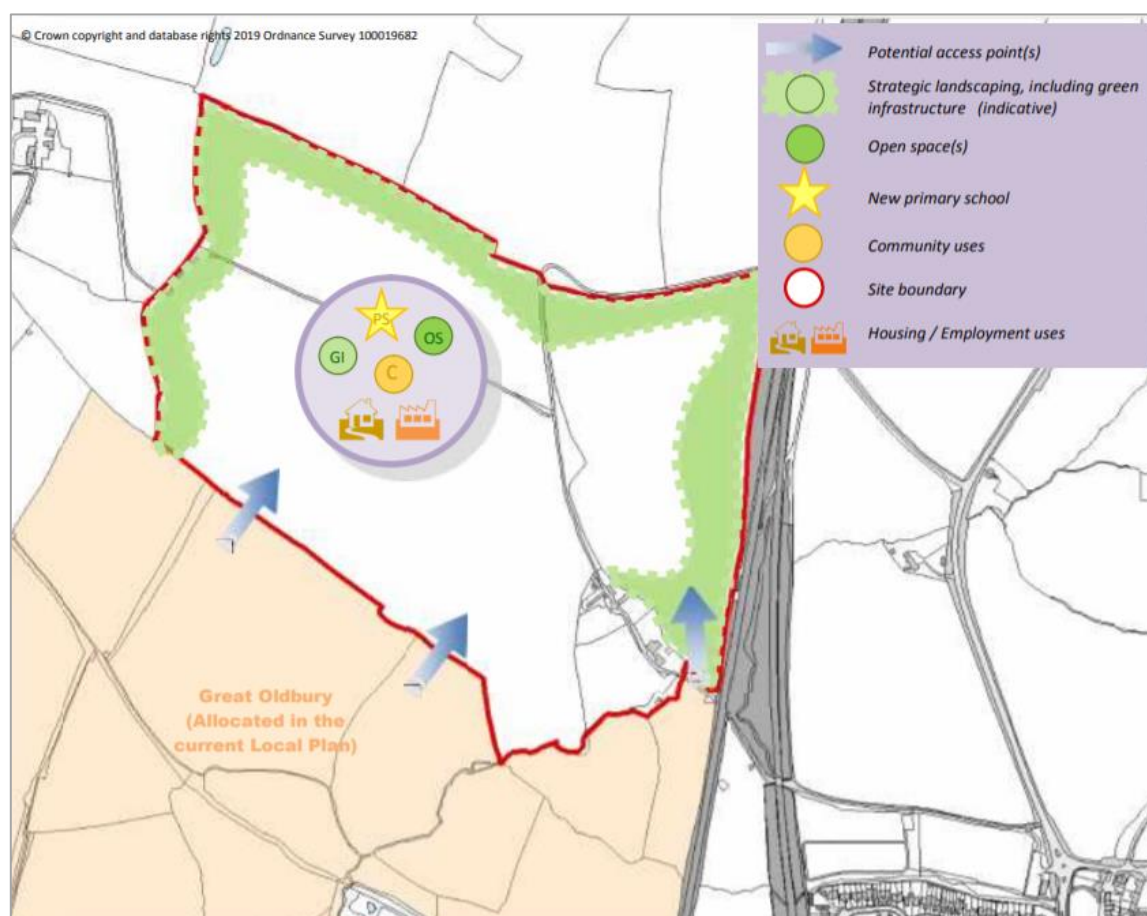 © Crown copyright and database rights 2019 Ordnance Survey 100019682
Potential access point(s)
Strategic landscaping, including green
infrastructure (indicative)
Open space(s)
New primary school
Community uses
Site boundary
Housing / Employment uses
PS
GI
OS
C
Great Oldbury
(Allocated in the
current Local Plan)